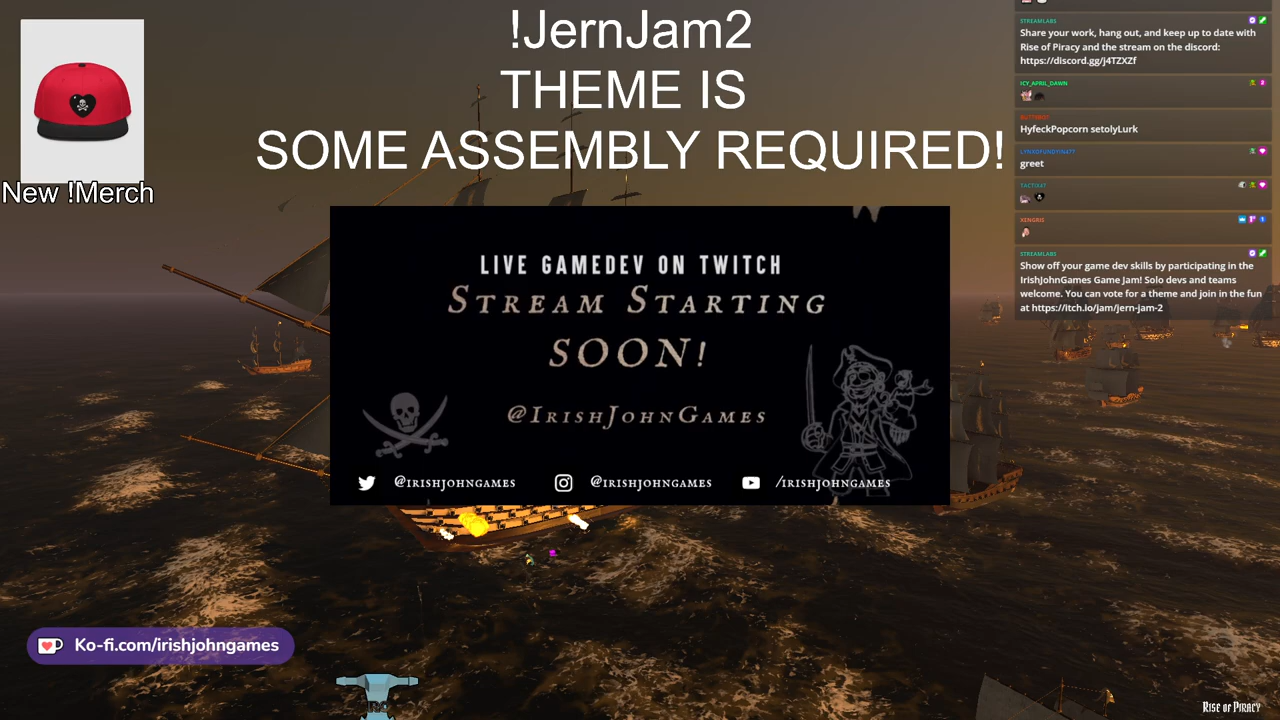 !JernJam2
THEME IS
SOME ASSEMBLY REQUIRED!
New !Merch
LIVE GAMEDEV ON TWITCH
STREAM STARTING
SOON!
@IRISHJOHNGAMES
@IRISHJOHNGAMES
@IRISHJOHNGAMES
/IRISHJOHNGAMES
STREAMLABS
Share your work, hang out, and keep up to date with
Rise of Piracy and the stream on the discord:
https://discord.gg/j4TZXZf
ICY_APRIL_DAWN
HyfeckPopcorn setolyLurk
greet
XENGRIS
STREAMLABS
Show off your game dev skills by participating in the
IrishJohnGames Game Jam! Solo devs and teams
welcome. You can vote for a theme and join in the fun
at https://itch.io/jam/jern-jam-2
Ko-fi.com/irishjohngames
RISE OF PIRACY